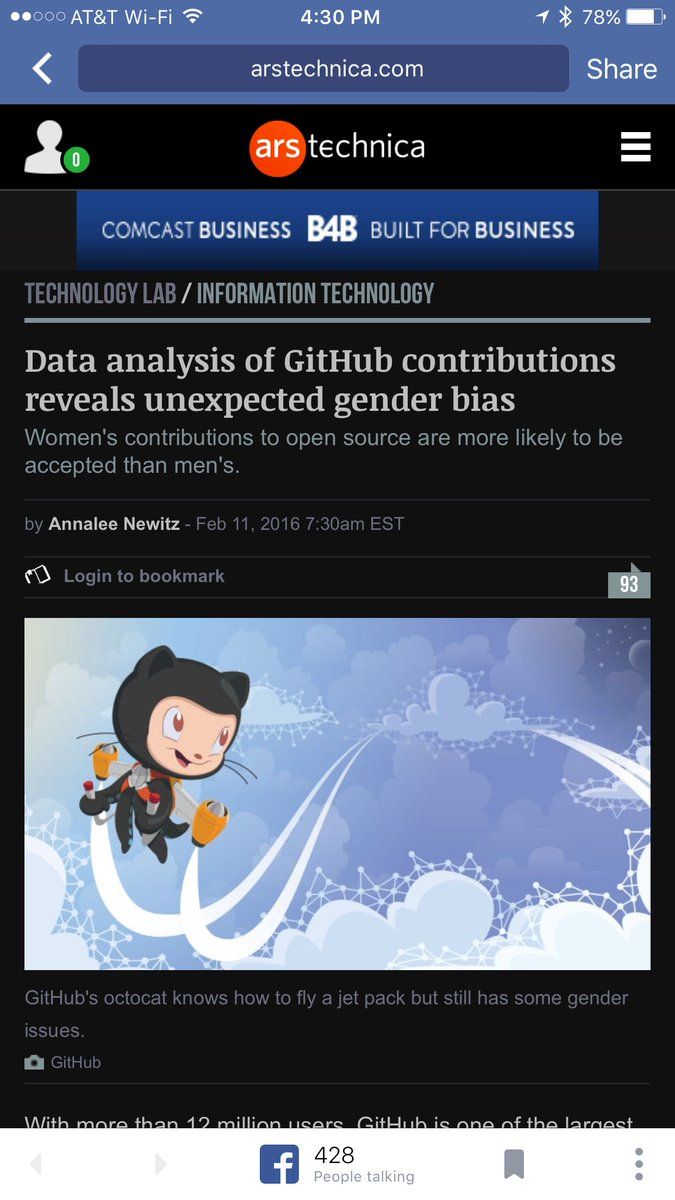 AT&T Wi-Fi 4:30 PM 78%
arstechnica.com Share
0 ars technica
COMCAST BUSINESS B4B BUILT FOR BUSINESS
TECHNOLOGY LAB / INFORMATION TECHNOLOGY
Data analysis of GitHub contributions
reveals unexpected gender bias
Women's contributions to open source are more likely to be
accepted than men's.
by Annalee Newitz - Feb 11, 2016 7:30am EST
Login to bookmark 93
GitHub's octocat knows how to fly a jet pack but still has some gender
issues.
GitHub
With more than 12 million users, GitHub is one of the largest
428
People talking